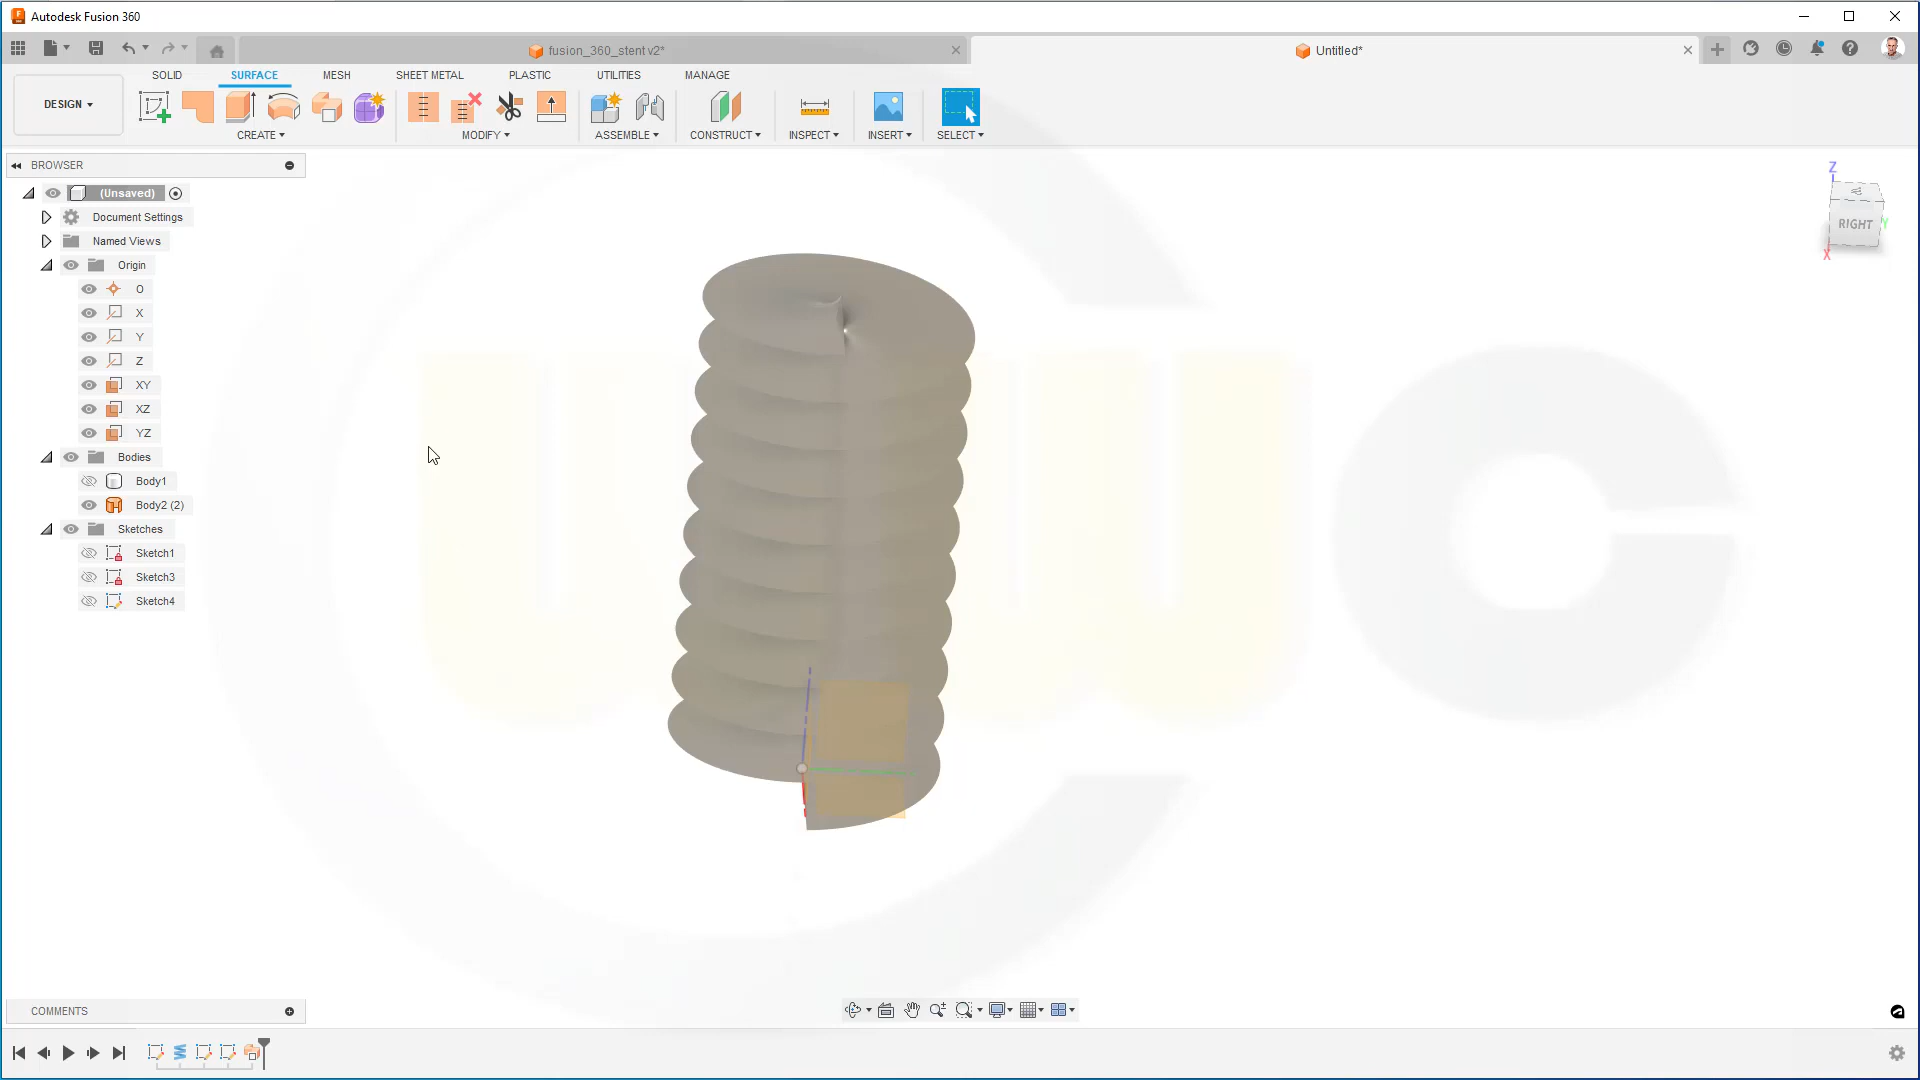 Autodesk Fusion 360
fusion_360_stent v2*
Untitled*
DESIGN
SOLID SURFACE MESH SHEET METAL PLASTIC UTILITIES MANAGE
CREATE MODIFY ASSEMBLE CONSTRUCT INSPECT INSERT SELECT
BROWSER
(Unsaved)
Document Settings
Named Views
Origin
O
X
Y
Z
XY
XZ
YZ
Bodies
Body1
Body2 (2)
Sketches
Sketch1
Sketch3
Sketch4
Z
RIGHT
Y
X
COMMENTS